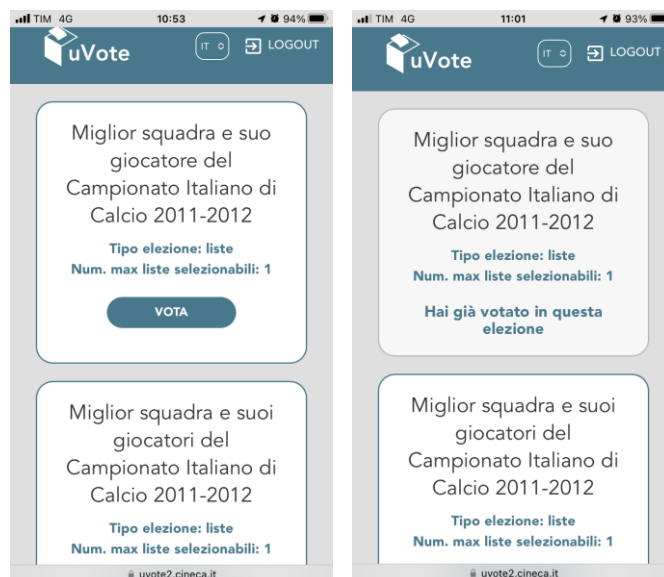 TIM 4G 10:53 94%
uVote IT LOGOUT
Miglior squadra e suo
giocatore del
Campionato Italiano di
Calcio 2011-2012
Tipo elezione: liste
Num. max liste selezionabili: 1
VOTA
Miglior squadra e suoi
giocatori del
Campionato Italiano di
Calcio 2011-2012
Tipo elezione: liste
Num. max liste selezionabili: 1
uvote2.cineca.it
TIM 4G 11:01 93%
uVote IT LOGOUT
Miglior squadra e suo
giocatore del
Campionato Italiano di
Calcio 2011-2012
Tipo elezione: liste
Num. max liste selezionabili: 1
Hai già votato in questa
elezione
Miglior squadra e suoi
giocatori del
Campionato Italiano di
Calcio 2011-2012
Tipo elezione: liste
Num. max liste selezionabili: 1
uvote2.cineca.it